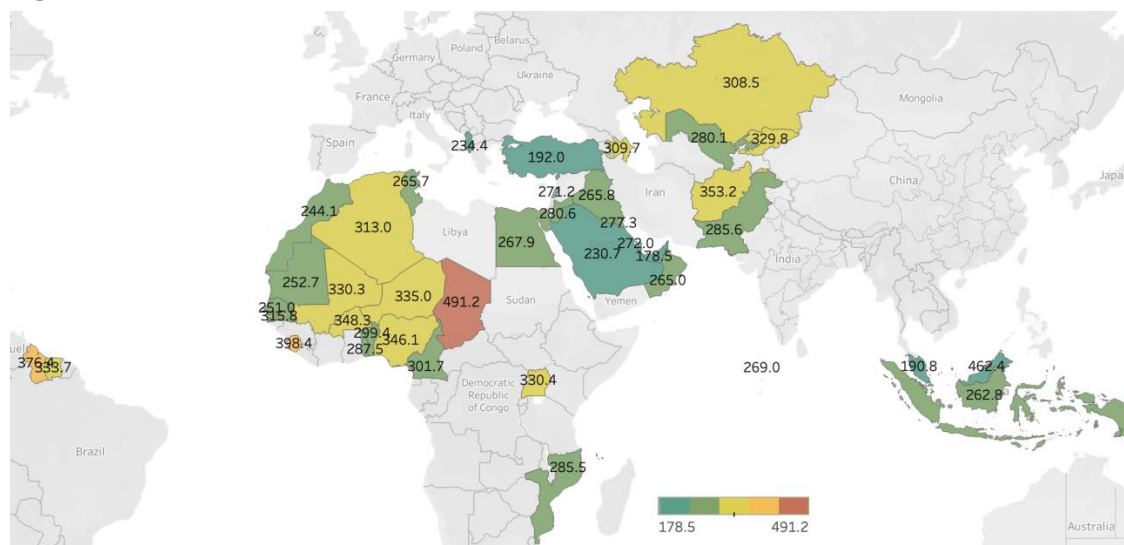 Belarus
Poland
Germany
Ukraine
France
Italy
Spain
Mongolia
China
Japa
Iran
India
Libya
Sudan
Yemen
Democratic
Republic
of Congo
Brazil
Australia
308.5
329.8
280.1
309.7
234.4
192.0
353.2
265.7
271.2
265.8
244.1
280.6
277.3
285.6
313.0
267.9
272.0
230.7
178.5
265.0
252.7
330.3
335.0
491.2
251.0
315.8
348.3
299.4
346.1
398.4
287.5
301.7
376.4
333.7
330.4
269.0
190.8
462.4
262.8
285.5
178.5
491.2